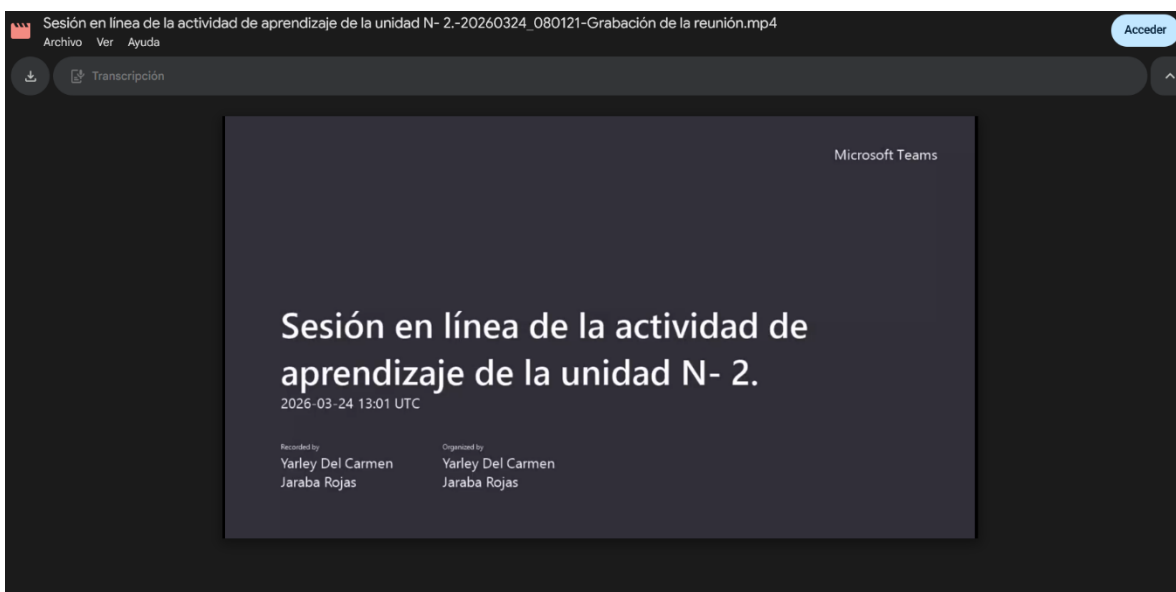 Sesión en línea de la actividad de aprendizaje de la unidad N- 2.-20260324_080121-Grabación de la reunión.mp4
Archivo Ver Ayuda
Acceder
Transcripción
Microsoft Teams
Sesión en línea de la actividad de
aprendizaje de la unidad N- 2.
2026-03-24 13:01 UTC
Recorded by
Yarley Del Carmen
Jaraba Rojas
Organized by
Yarley Del Carmen
Jaraba Rojas